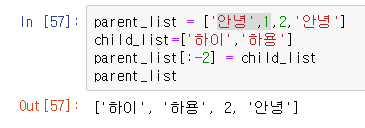 In [57]: parent_list = ['안녕',1,2,'안녕']
child_list=['하이','하용']
parent_list[:-2] = child_list
parent_list
Out[57]: ['하이', '하용', 2, '안녕']